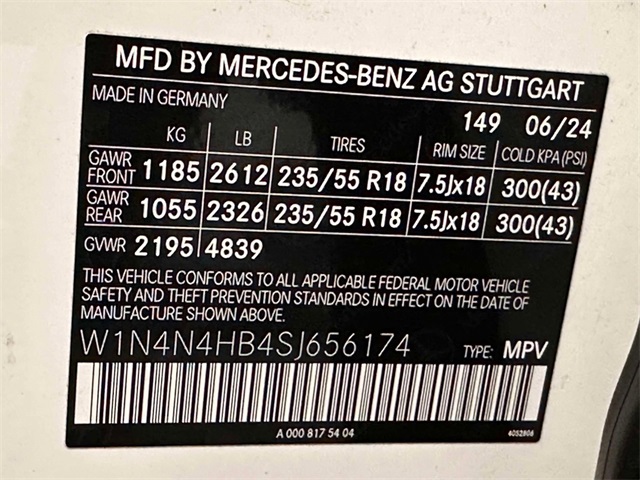 MFD BY MERCEDES-BENZ AG STUTTGART
MADE IN GERMANY
149 06/24
KG LB TIRES RIM SIZE COLD KPA (PSI)
GAWR FRONT 1185 2612 235/55 R18 7.5Jx18 300(43)
GAWR REAR 1055 2326 235/55 R18 7.5Jx18 300(43)
GVWR 2195 4839
THIS VEHICLE CONFORMS TO ALL APPLICABLE FEDERAL MOTOR VEHICLE
SAFETY AND THEFT PREVENTION STANDARDS IN EFFECT ON THE DATE OF
MANUFACTURE SHOWN ABOVE.
W1N4N4HB4SJ656174 TYPE: MPV
A 000 817 54 04
4052806